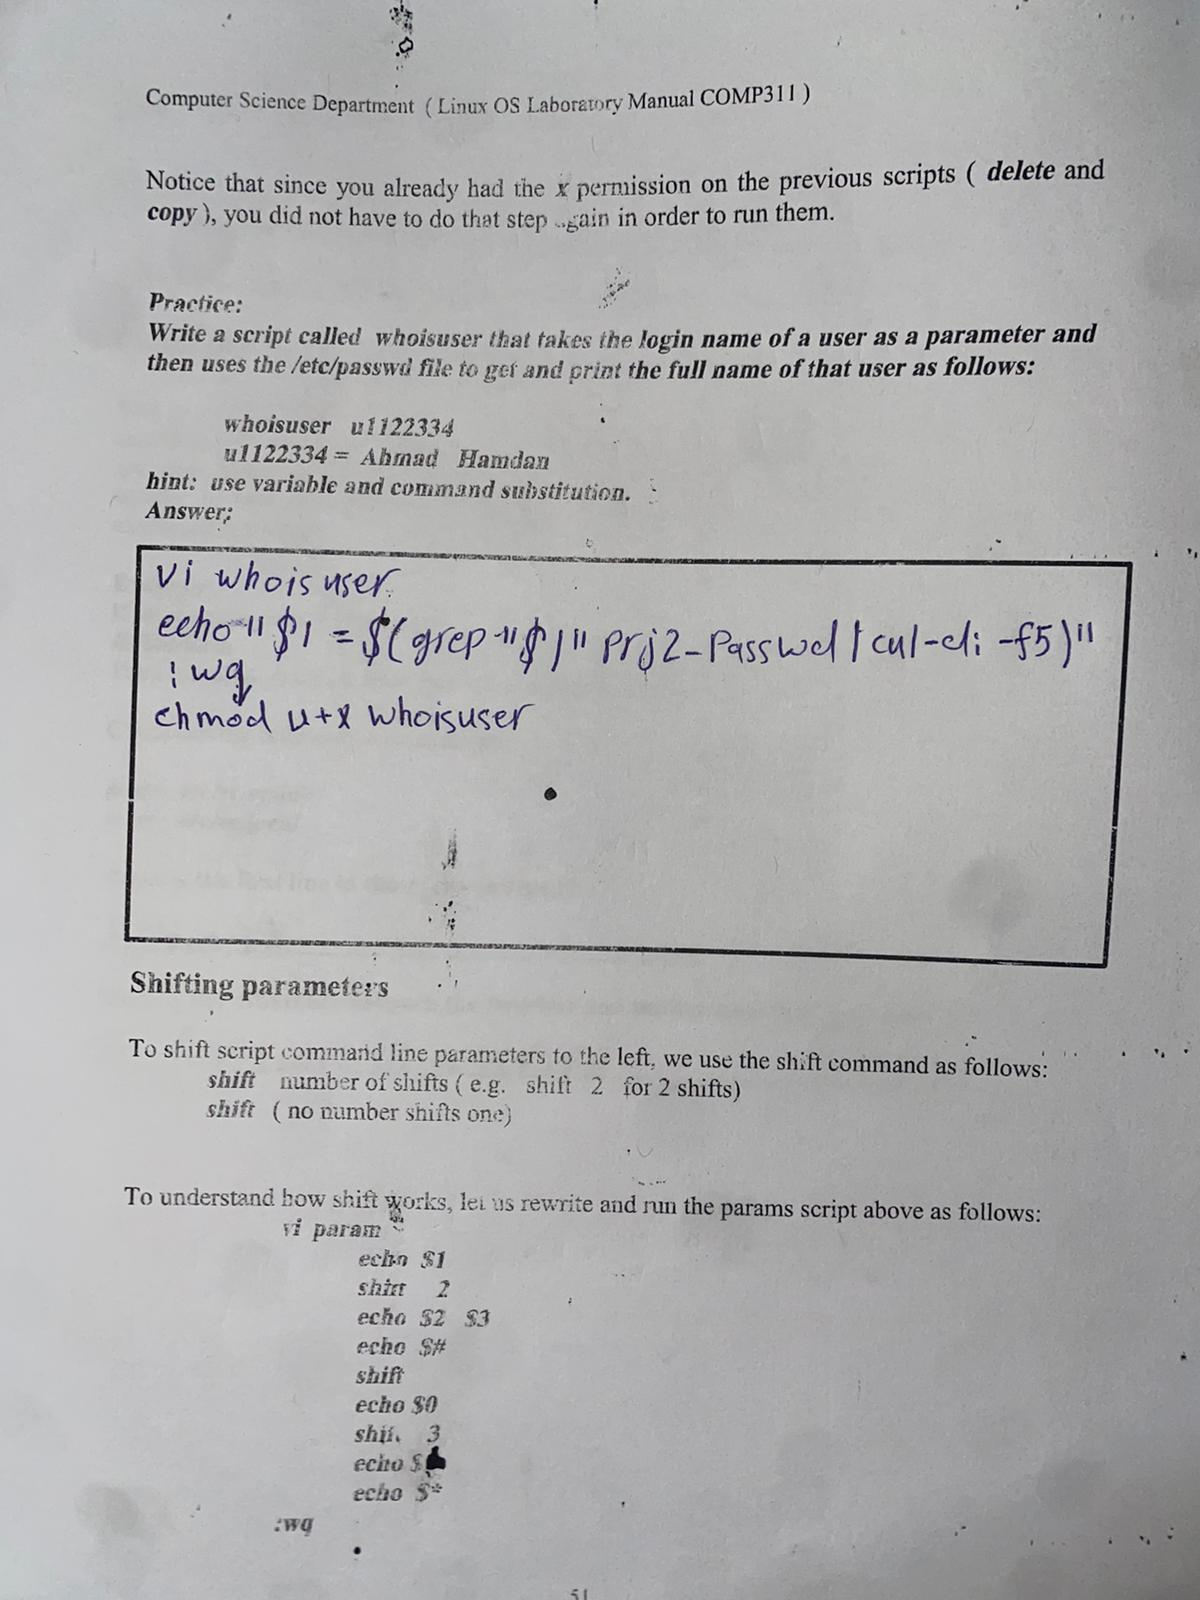 Computer Science Department ( Linux OS Laboratory Manual COMP311 )
Notice that since you already had the x permission on the previous scripts ( delete and
copy ), you did not have to do that step ..gain in order to run them.
Practice:
Write a script called whoisuser that takes the login name of a user as a parameter and
then uses the /etc/passwd file to get and print the full name of that user as follows:
whoisuser u1122334
u1122334 = Ahmad Hamdan
hint: use variable and command substitution.
Answer:
vi whoisuser
echo "$1 = $(grep "$1" prj2-Passwd | cut -d: -f5)"
:wq
chmod u+x whoisuser
Shifting parameters
To shift script command line parameters to the left, we use the shift command as follows:
shift number of shifts ( e.g. shift 2 for 2 shifts)
shift ( no number shifts one)
To understand how shift works, let us rewrite and run the params script above as follows:
vi param
echo $1
shift 2
echo $2 $3
echo $#
shift
echo $0
shift 3
echo $
echo $*
:wq
51